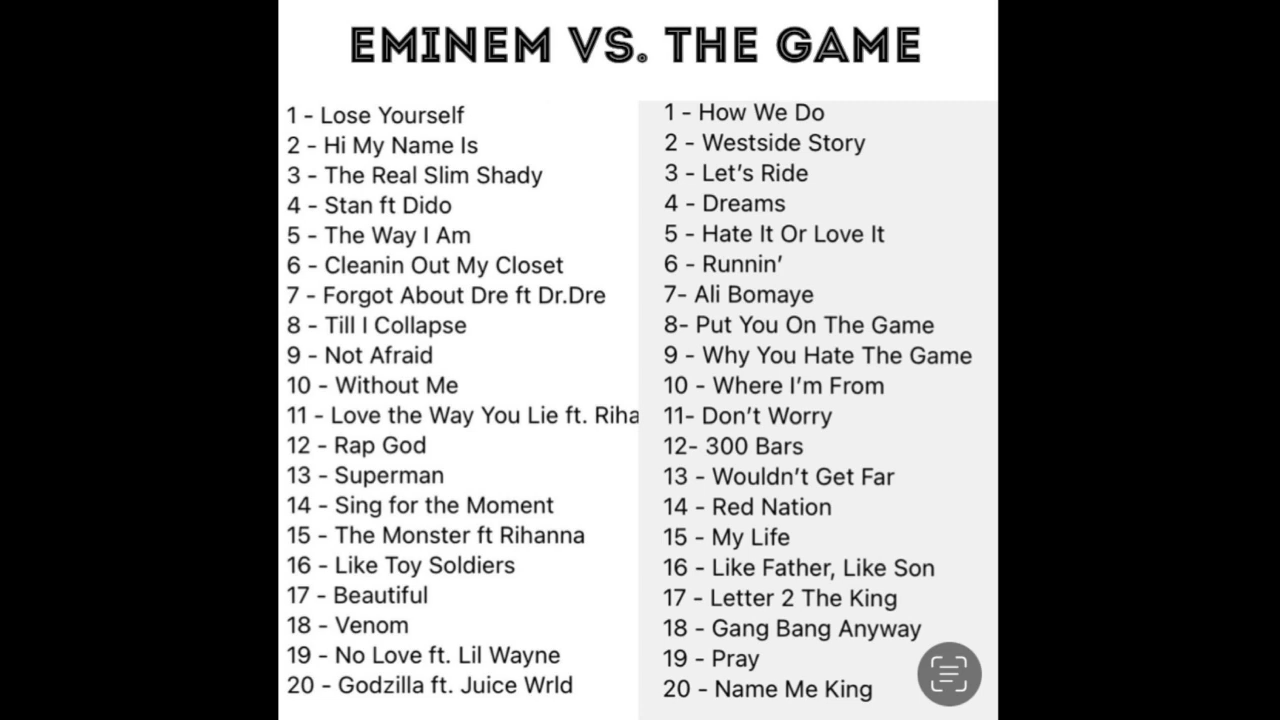 EMINEM VS. THE GAME
1 - Lose Yourself
2 - Hi My Name Is
3 - The Real Slim Shady
4 - Stan ft Dido
5 - The Way I Am
6 - Cleanin Out My Closet
7 - Forgot About Dre ft Dr.Dre
8 - Till I Collapse
9 - Not Afraid
10 - Without Me
11 - Love the Way You Lie ft. Riha
12 - Rap God
13 - Superman
14 - Sing for the Moment
15 - The Monster ft Rihanna
16 - Like Toy Soldiers
17 - Beautiful
18 - Venom
19 - No Love ft. Lil Wayne
20 - Godzilla ft. Juice Wrld
1 - How We Do
2 - Westside Story
3 - Let’s Ride
4 - Dreams
5 - Hate It Or Love It
6 - Runnin’
7- Ali Bomaye
8- Put You On The Game
9 - Why You Hate The Game
10 - Where I’m From
11- Don’t Worry
12- 300 Bars
13 - Wouldn’t Get Far
14 - Red Nation
15 - My Life
16 - Like Father, Like Son
17 - Letter 2 The King
18 - Gang Bang Anyway
19 - Pray
20 - Name Me King